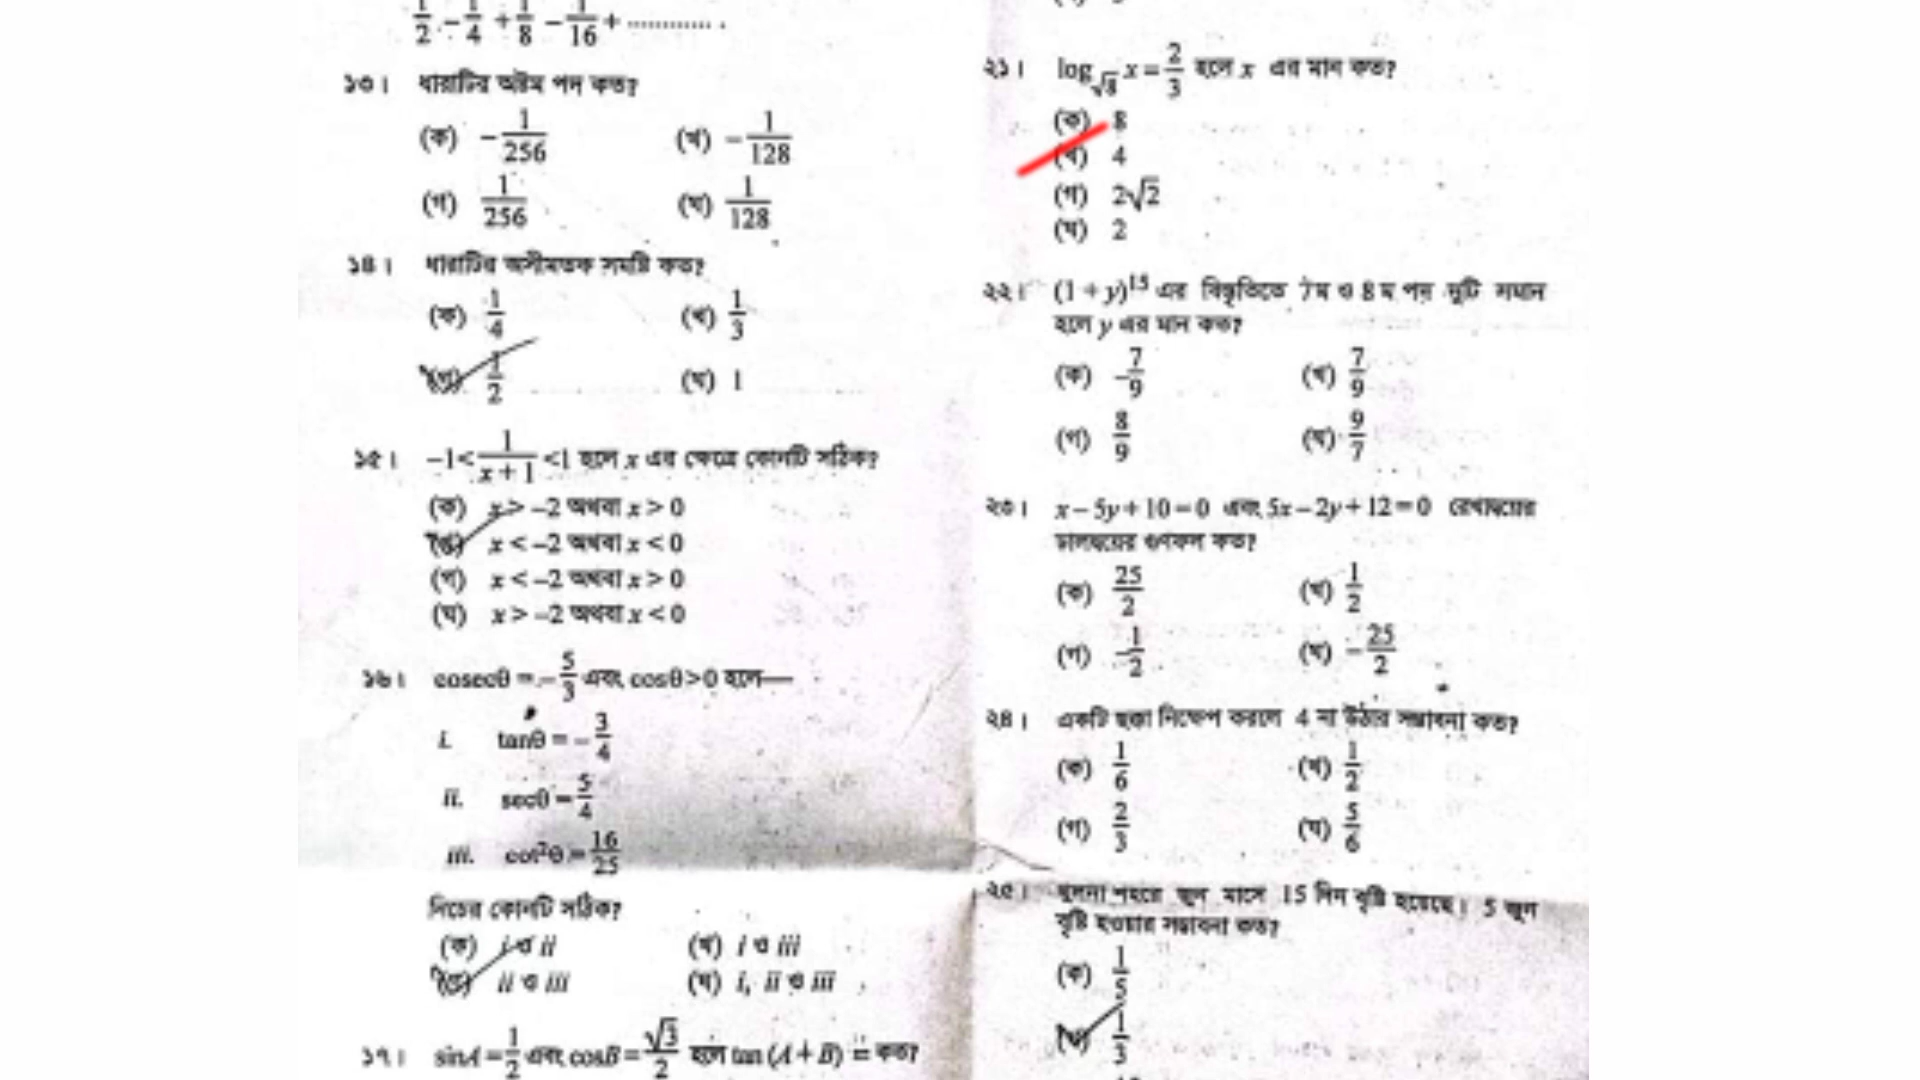 1/2 - 1/4 + 1/8 - 1/16 + ............ .
১৩। ধারাটির অষ্টম পদ কত?
(ক) -1/256 (খ) -1/128
(গ) 1/256 (ঘ) 1/128
১৪। ধারাটির অসীমতক সমষ্টি কত?
(ক) 1/4 (খ) 1/3
(গ) 1/2 (ঘ) 1
১৫। -1 < 1/(x + 1) < 1 হলে x এর ক্ষেত্রে কোনটি সঠিক?
(ক) x > -2 অথবা x > 0
(খ) x < -2 অথবা x < 0
(গ) x < -2 অথবা x > 0
(ঘ) x > -2 অথবা x < 0
১৬। cosecθ = -5/3 এবং cosθ > 0 হলে—
i. tanθ = -3/4
ii. secθ = 5/4
iii. cot²θ = 16/25
নিচের কোনটি সঠিক?
(ক) i ও ii (খ) i ও iii
(গ) ii ও iii (ঘ) i, ii ও iii
১৭। sinA = 1/2 এবং cosB = √3/2 হলে tan (A + B) = কত?
২১। log√8 x = 2/3 হলে x এর মান কত?
(ক) 8
(খ) 4
(গ) 2√2
(ঘ) 2
২২। (1 + y)¹⁵ এর বিস্তৃতিতে 7ম ও 8ম পদ দুটি সমান
হলে y এর মান কত?
(ক) -7/9 (খ) 7/9
(গ) 8/9 (ঘ) 9/7
২৩। x - 5y + 10 = 0 এবং 5x - 2y + 12 = 0 রেখাদ্বয়ের
ঢালদ্বয়ের গুণফল কত?
(ক) 25/2 (খ) 1/2
(গ) -1/2 (ঘ) -25/2
২৪। একটি ছক্কা নিক্ষেপ করলে 4 না উঠার সম্ভাবনা কত?
(ক) 1/6 (খ) 1/2
(গ) 2/3 (ঘ) 5/6
২৫। খুলনা শহরে জুন মাসে 15 দিন বৃষ্টি হয়েছে। 5 জুন
বৃষ্টি হওয়ার সম্ভাবনা কত?
(ক) 1/5
(খ) 1/3